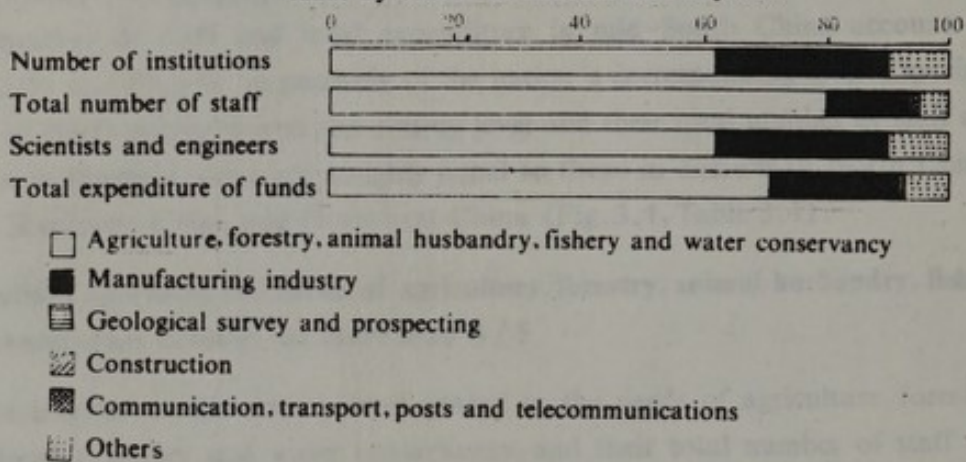 0 20 40 60 80 100
Number of institutions
Total number of staff
Scientists and engineers
Total expenditure of funds
Agriculture, forestry, animal husbandry, fishery and water conservancy
Manufacturing industry
Geological survey and prospecting
Construction
Communication, transport, posts and telecommunications
Others